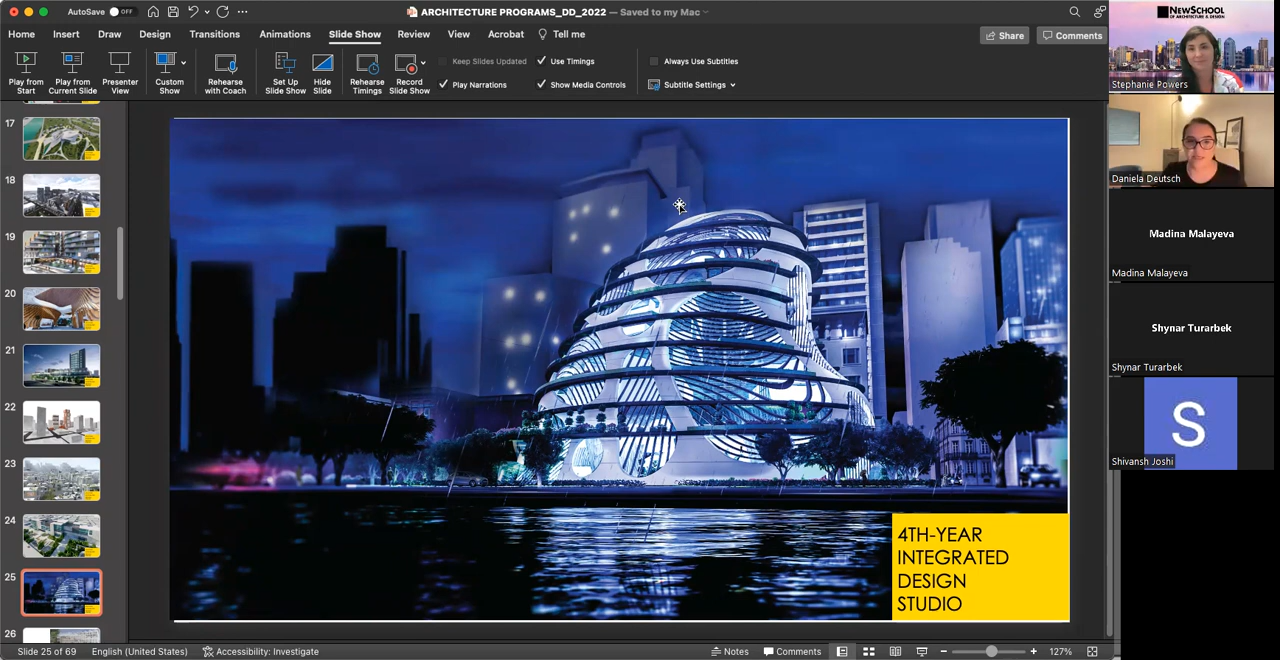 AutoSave OFF
ARCHITECTURE PROGRAMS_DD_2022 — Saved to my Mac
Home Insert Draw Design Transitions Animations Slide Show Review View Acrobat Tell me
Share Comments
Play from Start
Play from Current Slide
Presenter View
Custom Show
Rehearse with Coach
Set Up Slide Show
Hide Slide
Rehearse Timings
Record Slide Show
Keep Slides Updated
Use Timings
Play Narrations
Show Media Controls
Always Use Subtitles
Subtitle Settings
17
18
19
20
21
22
23
24
25
26
4TH-YEAR
INTEGRATED
DESIGN
STUDIO
NEWSCHOOL
OF ARCHITECTURE & DESIGN
Stephanie Powers
Daniela Deutsch
Madina Malayeva
Madina Malayeva
Shynar Turarbek
Shynar Turarbek
S
Shivansh Joshi
Slide 25 of 69 English (United States) Accessibility: Investigate Notes Comments 127%